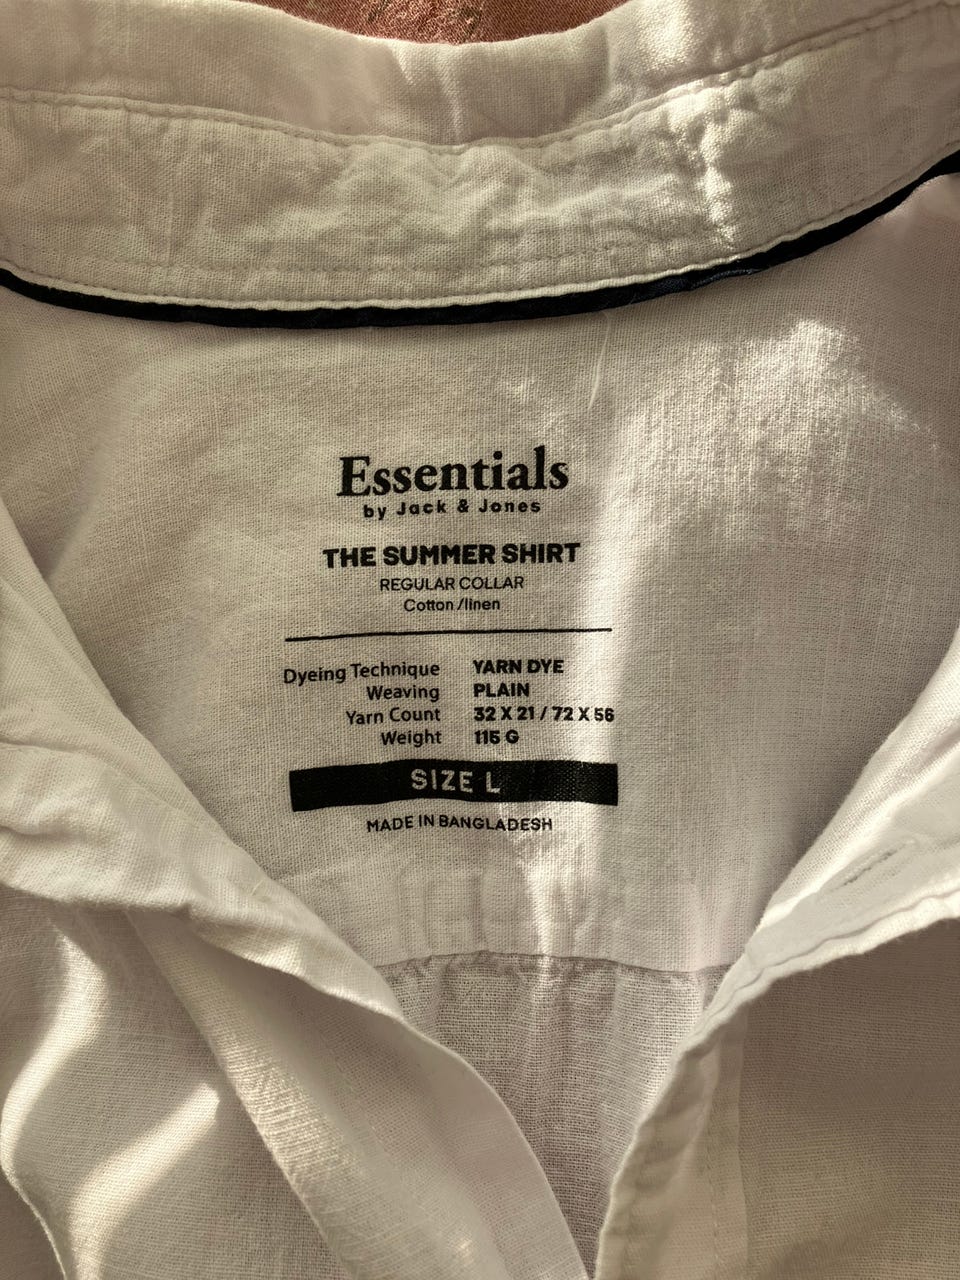 Essentials
by Jack & Jones
THE SUMMER SHIRT
REGULAR COLLAR
Cotton/linen
Dyeing Technique YARN DYE
Weaving PLAIN
Yarn Count 32 X 21 / 72 X 56
Weight 115 G
SIZE L
MADE IN BANGLADESH